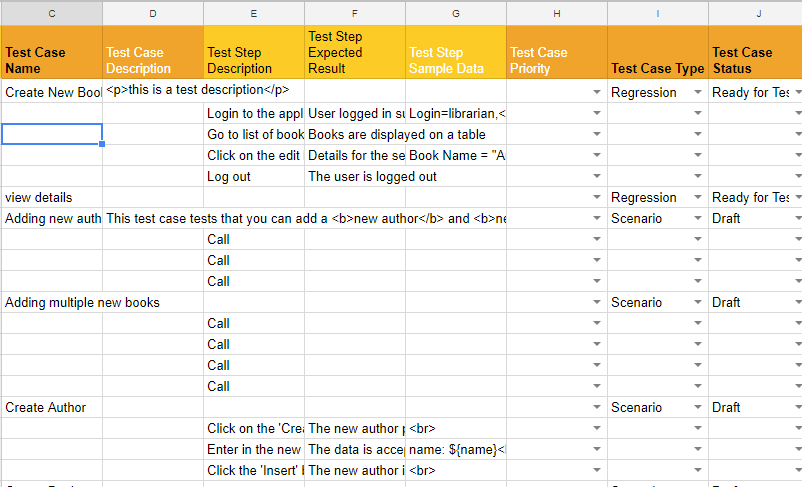 C D E F G H I J
Test Case Name Test Case Description Test Step Description Test Step Expected Result Test Step Sample Data Test Case Priority Test Case Type Test Case Status
Create New Boo <p>this is a test description</p> Regression Ready for Tes
Login to the appl User logged in su Login=librarian,<
Go to list of book Books are displayed on a table
Click on the edit Details for the se Book Name = "A
Log out The user is logged out
view details Regression Ready for Tes
Adding new auth This test case tests that you can add a <b>new author</b> and <b>ne Scenario Draft
Call
Call
Call
Adding multiple new books Scenario Draft
Call
Call
Call
Call
Create Author Scenario Draft
Click on the 'Crea The new author p <br>
Enter in the new The data is accep name: ${name}<
Click the 'Insert' The new author i <br>